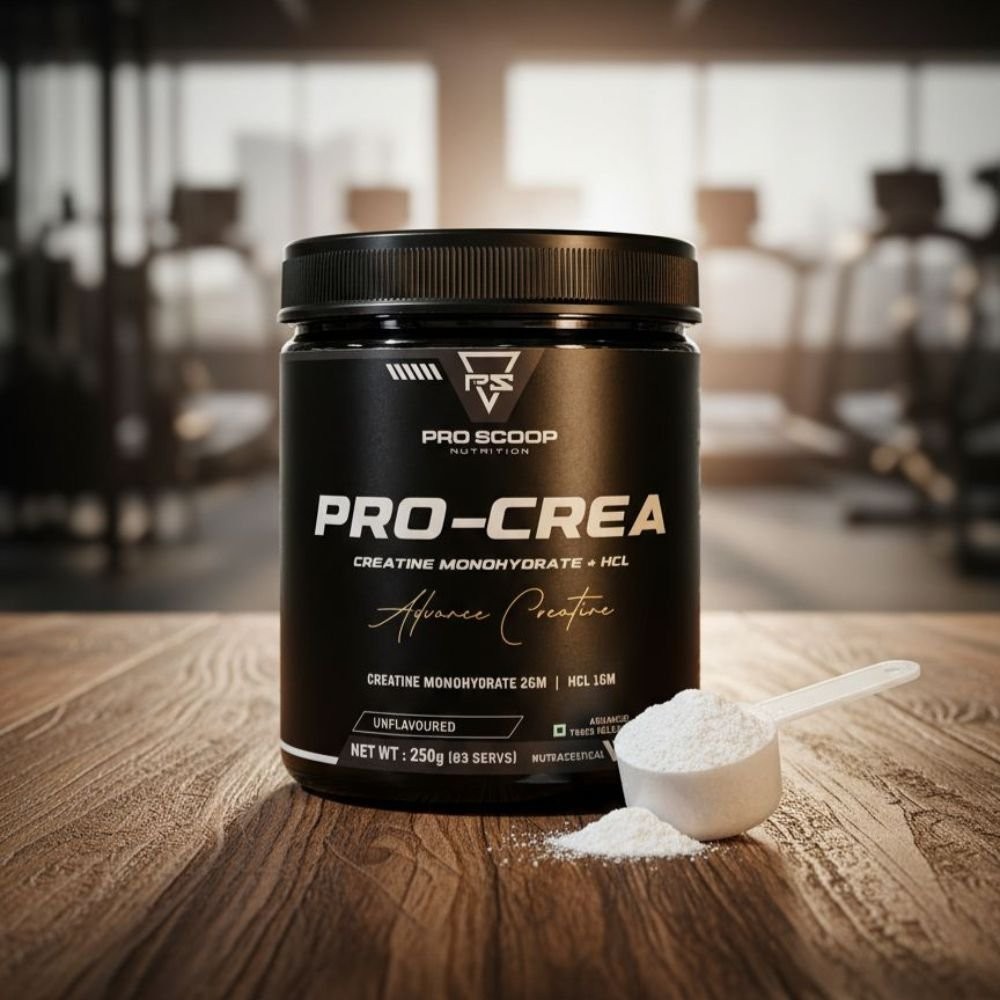 PS
PRO SCOOP
NUTRITION
PRO-CREA
CREATINE MONOHYDRATE + HCL
Advance Creatine
CREATINE MONOHYDRATE 26M | HCL 16M
UNFLAVOURED
NET WT : 250g (83 SERVS)